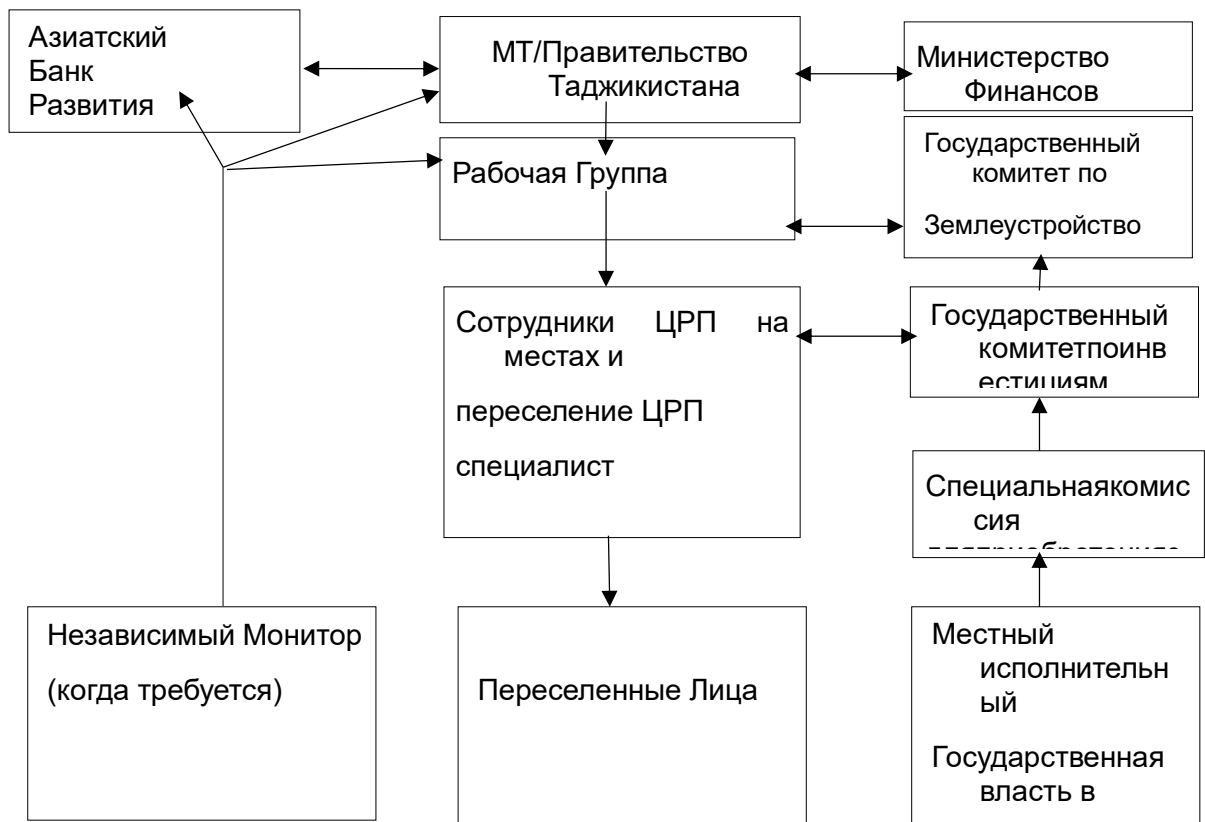 Азиатский
Банк
Развития
МТ/Правительство
Таджикистана
Министерство
Финансов
Рабочая Группа
Государственный
комитет по
Землеустройство
Сотрудники ЦРП на
местах и
переселение ЦРП
специалист
Государственный
комитетпоинв
естициям
Специальнаякомис
сия
Независимый Монитор
(когда требуется)
Переселенные Лица
Местный
исполнительн
ый
Государственная
власть в